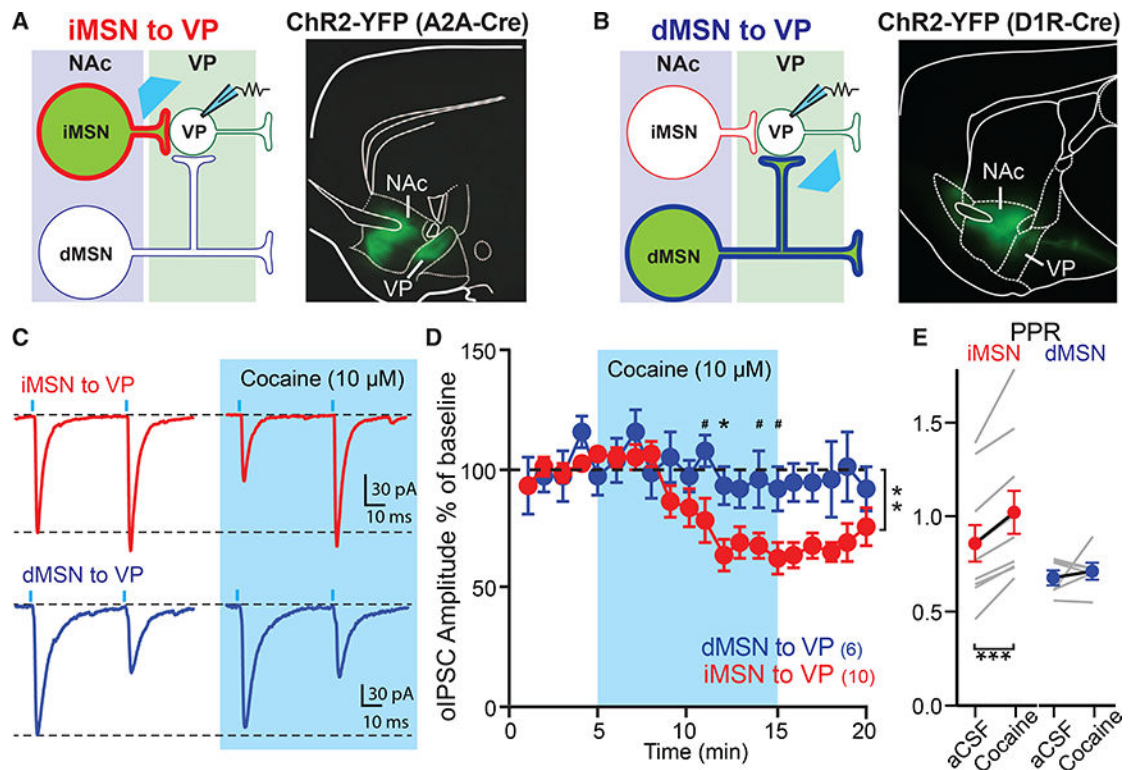 A
iMSN to VP
NAc
VP
iMSN
VP
dMSN
ChR2-YFP (A2A-Cre)
NAc
VP
B
dMSN to VP
NAc
VP
iMSN
VP
dMSN
ChR2-YFP (D1R-Cre)
NAc
VP
C
iMSN to VP
Cocaine (10 µM)
30 pA
10 ms
dMSN to VP
30 pA
10 ms
D
oIPSC Amplitude % of baseline
150
100
50
0
Cocaine (10 µM)
# * # #
**
dMSN to VP (6)
iMSN to VP (10)
0 5 10 15 20
Time (min)
E
PPR
iMSN dMSN
1.5
1.0
0.5
0.0
***
aCSF
Cocaine
aCSF
Cocaine